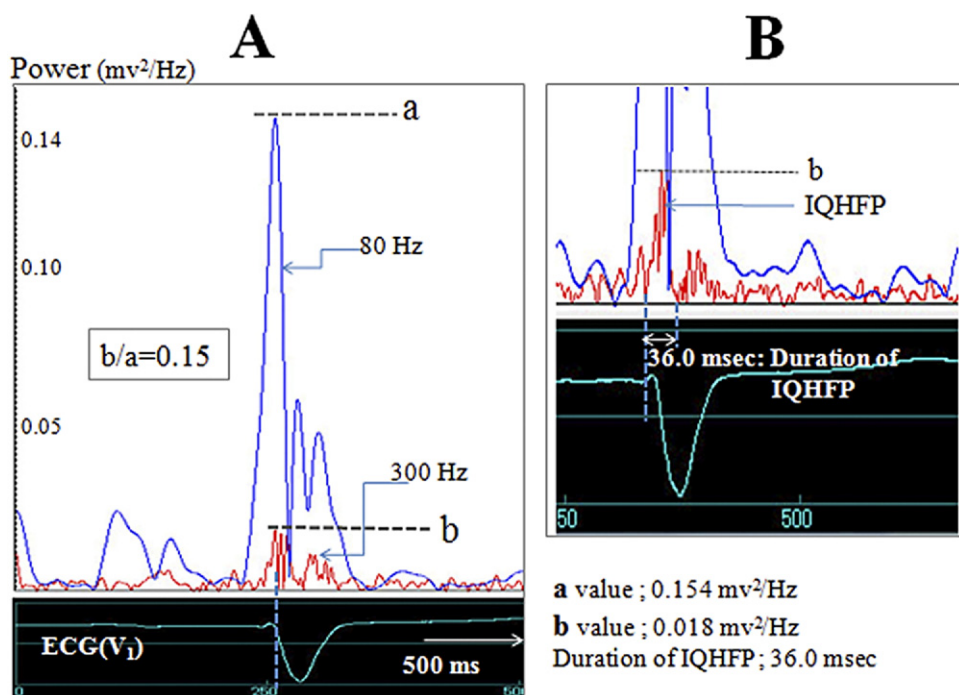 A
Power (mv²/Hz)
a
0.14
80 Hz
0.10
b/a=0.15
0.05
300 Hz
b
ECG(V₁)
500 ms
0
250
500
B
b
IQHFP
36.0 msec: Duration of
IQHFP
50
500
a value ; 0.154 mv²/Hz
b value ; 0.018 mv²/Hz
Duration of IQHFP ; 36.0 msec